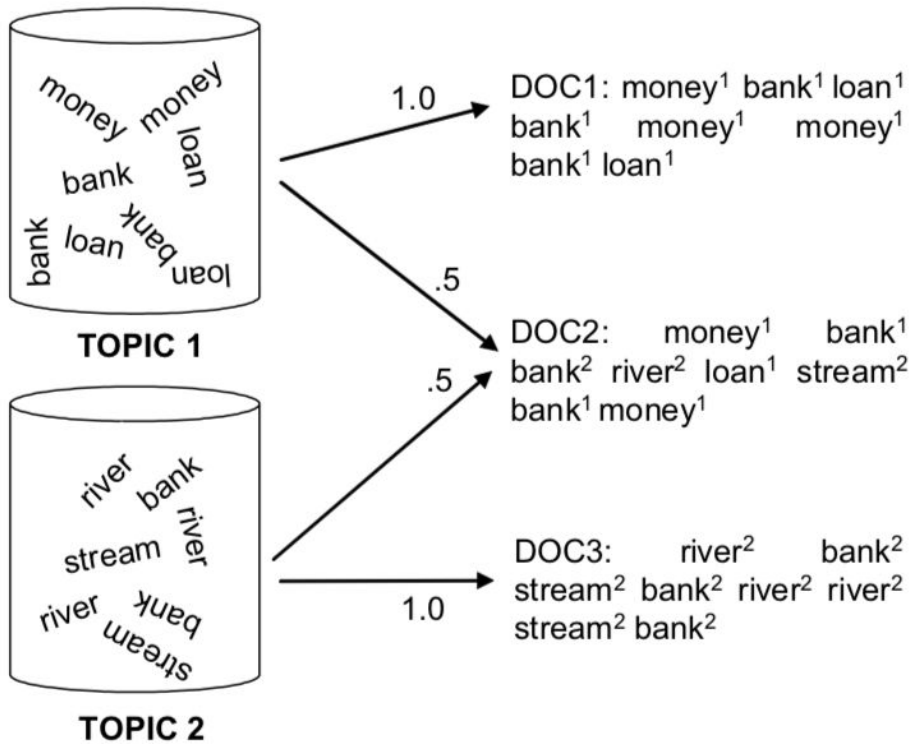 money money
loan
bank
bank
bank loan
loan
TOPIC 1
river bank
river
stream
river bank
stream
TOPIC 2
1.0
.5
.5
1.0
DOC1: money¹ bank¹ loan¹
bank¹ money¹ money¹
bank¹ loan¹
DOC2: money¹ bank¹
bank² river² loan¹ stream²
bank¹ money¹
DOC3: river² bank²
stream² bank² river² river²
stream² bank²